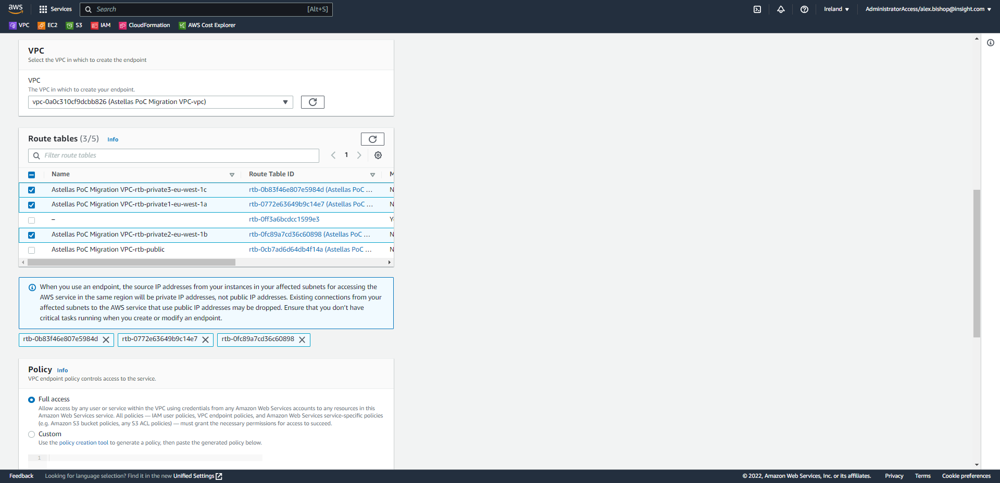 aws
Services
Search
[Alt+S]
Ireland ▼
AdministratorAccess/alex.bishop@insight.com ▼
VPC
EC2
S3
IAM
CloudFormation
AWS Cost Explorer
VPC
Select the VPC in which to create the endpoint
VPC
The VPC in which to create your endpoint.
vpc-0a0c310cf9dcbb826 (Astellas PoC Migration VPC-vpc)
Route tables (3/5) Info
Filter route tables
1
Name Route Table ID M
Astellas PoC Migration VPC-rtb-private3-eu-west-1c rtb-0b83f46e807e5984d (Astellas PoC ... N
Astellas PoC Migration VPC-rtb-private1-eu-west-1a rtb-0772e63649b9c14e7 (Astellas PoC ... N
– rtb-0ff3a6bcdcc1599e3 Y
Astellas PoC Migration VPC-rtb-private2-eu-west-1b rtb-0fc89a7cd36c60898 (Astellas PoC ... N
Astellas PoC Migration VPC-rtb-public rtb-0cb7ad6d64db4f14a (Astellas PoC ... N
When you use an endpoint, the source IP addresses from your instances in your affected subnets for accessing the
AWS service in the same region will be private IP addresses, not public IP addresses. Existing connections from your
affected subnets to the AWS service that use public IP addresses may be dropped. Ensure that you don't have
critical tasks running when you create or modify an endpoint.
rtb-0b83f46e807e5984d rtb-0772e63649b9c14e7 rtb-0fc89a7cd36c60898
Policy Info
VPC endpoint policy controls access to the service.
Full access
Allow access by any user or service within the VPC using credentials from any Amazon Web Services accounts to any resources in this
Amazon Web Services service. All policies — IAM user policies, VPC endpoint policies, and Amazon Web Services service-specific policies
(e.g. Amazon S3 bucket policies, any S3 ACL policies) — must grant the necessary permissions for access to succeed.
Custom
Use the policy creation tool to generate a policy, then paste the generated policy below.
1
Feedback
Looking for language selection? Find it in the new Unified Settings
© 2022, Amazon Web Services, Inc. or its affiliates.
Privacy
Terms
Cookie preferences